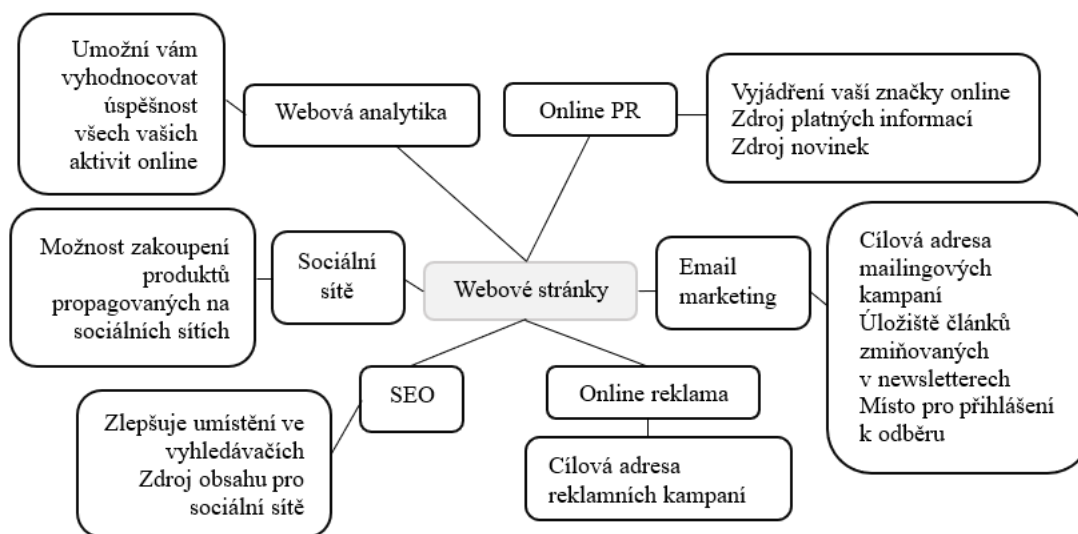 Umožní vám
vyhodnocovat
úspěšnost
všech vašich
aktivit online
Webová analytika
Online PR
Vyjádření vaší značky online
Zdroj platných informací
Zdroj novinek
Možnost zakoupení
produktů
propagovaných na
sociálních sítích
Sociální
sítě
Webové stránky
Email
marketing
Cílová adresa
mailingových
kampaní
Úložiště článků
zmiňovaných
v newsletterech
Místo pro přihlášení
k odběru
SEO
Zlepšuje umístění ve
vyhledávačích
Zdroj obsahu pro
sociální sítě
Online reklama
Cílová adresa
reklamních kampaní